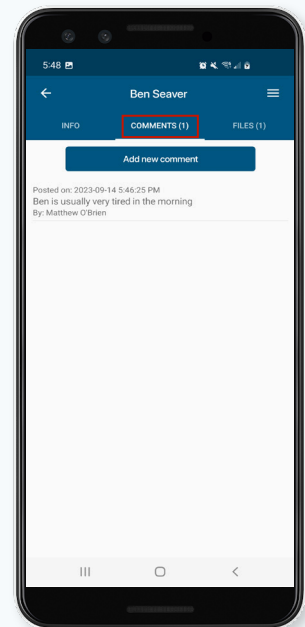 5:48
Ben Seaver
INFO COMMENTS (1) FILES (1)
Add new comment
Posted on: 2023-09-14 5:46:25 PM
Ben is usually very tired in the morning
By: Matthew O'Brien